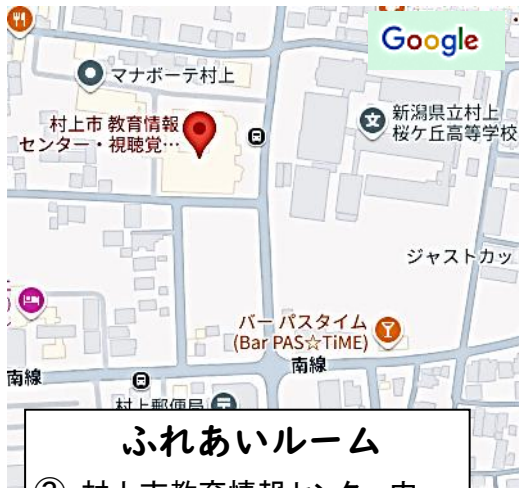 Google
マナボーテ村上
村上市 教育情報
センター・視聴覚…
新潟県立村上
桜ケ丘高等学校
ジャストカッ
バー パスタイム
(Bar PAS☆TiME)
南線
南線
村上郵便局
ふれあいルーム